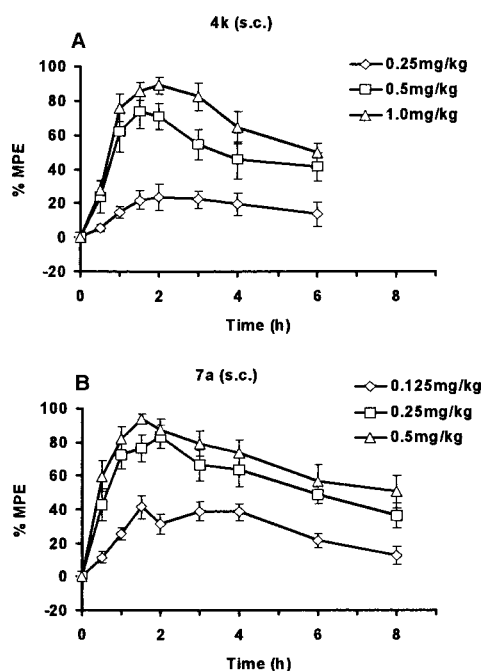 4k (s.c.)
A
0.25mg/kg
0.5mg/kg
1.0mg/kg
100
80
60
40
20
0
-20
% MPE
0 2 4 6 8
Time (h)
7a (s.c.)
B
0.125mg/kg
0.25mg/kg
0.5mg/kg
100
80
60
40
20
0
-20
% MPE
0 2 4 6 8
Time (h)